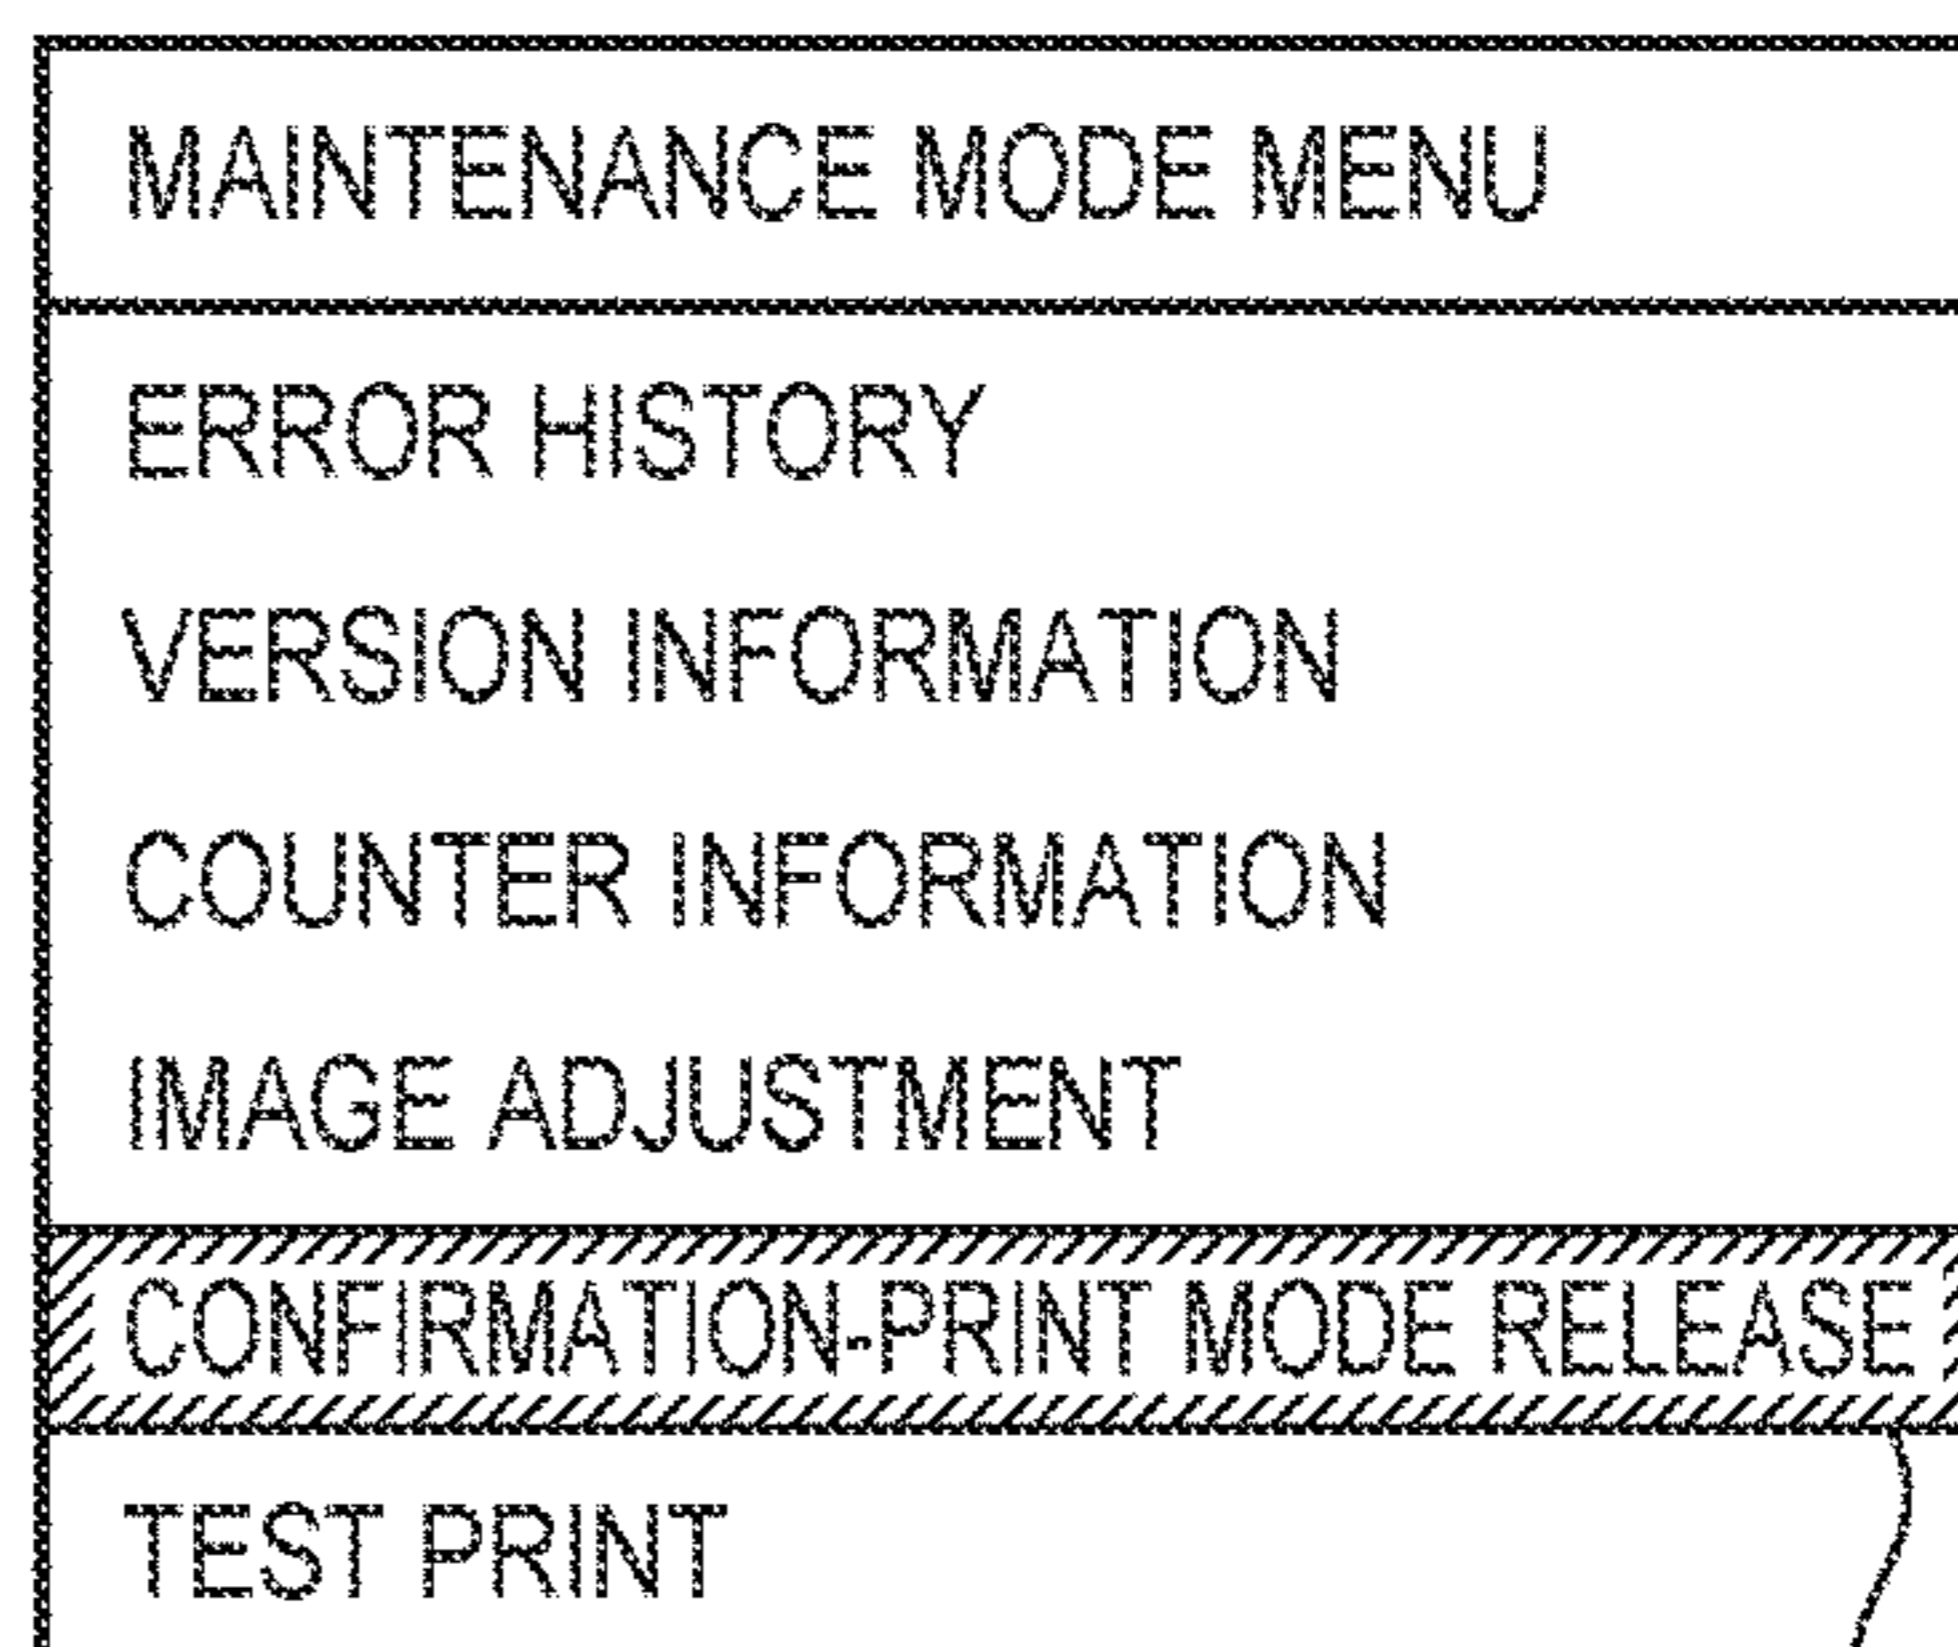 MAINTENANCE MODE MENU
ERROR HISTORY
VERSION INFORMATION
COUNTER INFORMATION
IMAGE ADJUSTMENT
CONFIRMATION-PRINT MODE RELEASE
TEST PRINT